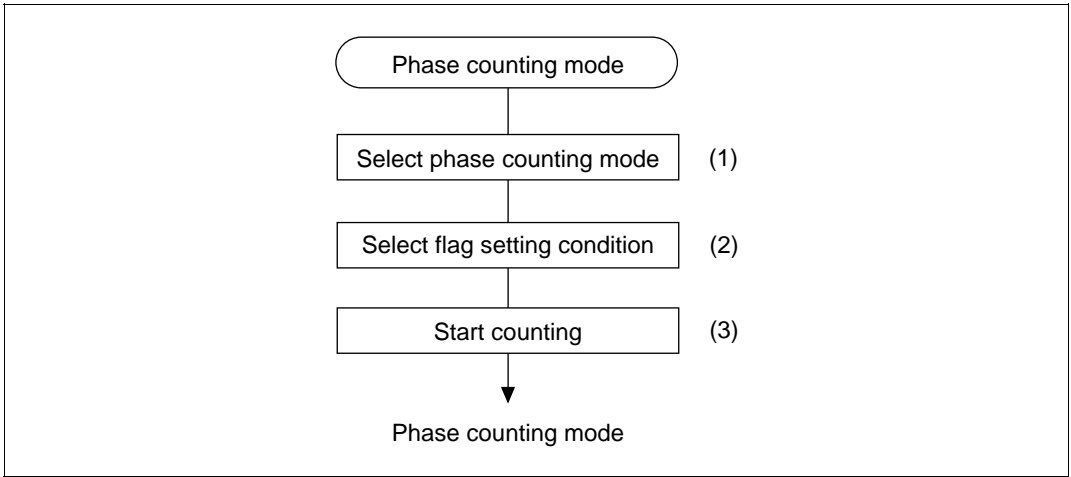 Phase counting mode
Select phase counting mode (1)
Select flag setting condition (2)
Start counting (3)
Phase counting mode